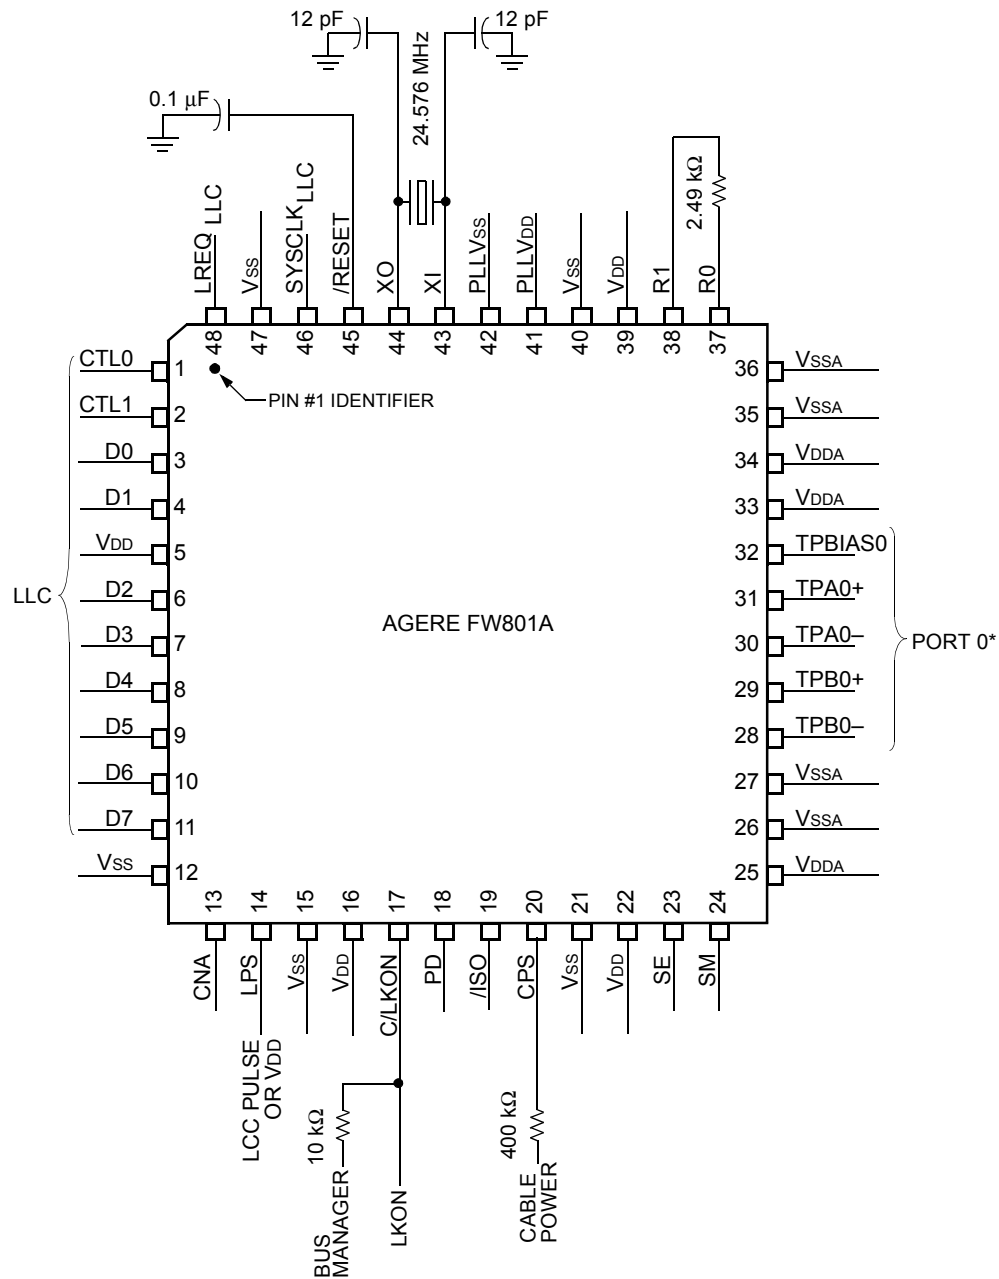 12 pF
12 pF
24.576 MHz
0.1 µF
2.49 kΩ
LREQ LLC
VSS
SYSCLK LLC
/RESET
XO
XI
PLLVSS
PLLVDD
VSS
VDD
R1
R0
48
47
46
45
44
43
42
41
40
39
38
37
PIN #1 IDENTIFIER
LLC
CTL0 1
CTL1 2
D0 3
D1 4
VDD 5
D2 6
D3 7
D4 8
D5 9
D6 10
D7 11
VSS 12
AGERE FW801A
36 VSSA
35 VSSA
34 VDDA
33 VDDA
32 TPBIAS0
31 TPA0+
30 TPA0–
29 TPB0+
28 TPB0–
27 VSSA
26 VSSA
25 VDDA
PORT 0*
13
14
15
16
17
18
19
20
21
22
23
24
CNA
LPS
VSS
VDD
C/LKON
PD
/ISO
CPS
VSS
VDD
SE
SM
LCC PULSE
OR VDD
10 kΩ
BUS
MANAGER
LKON
400 kΩ
CABLE
POWER